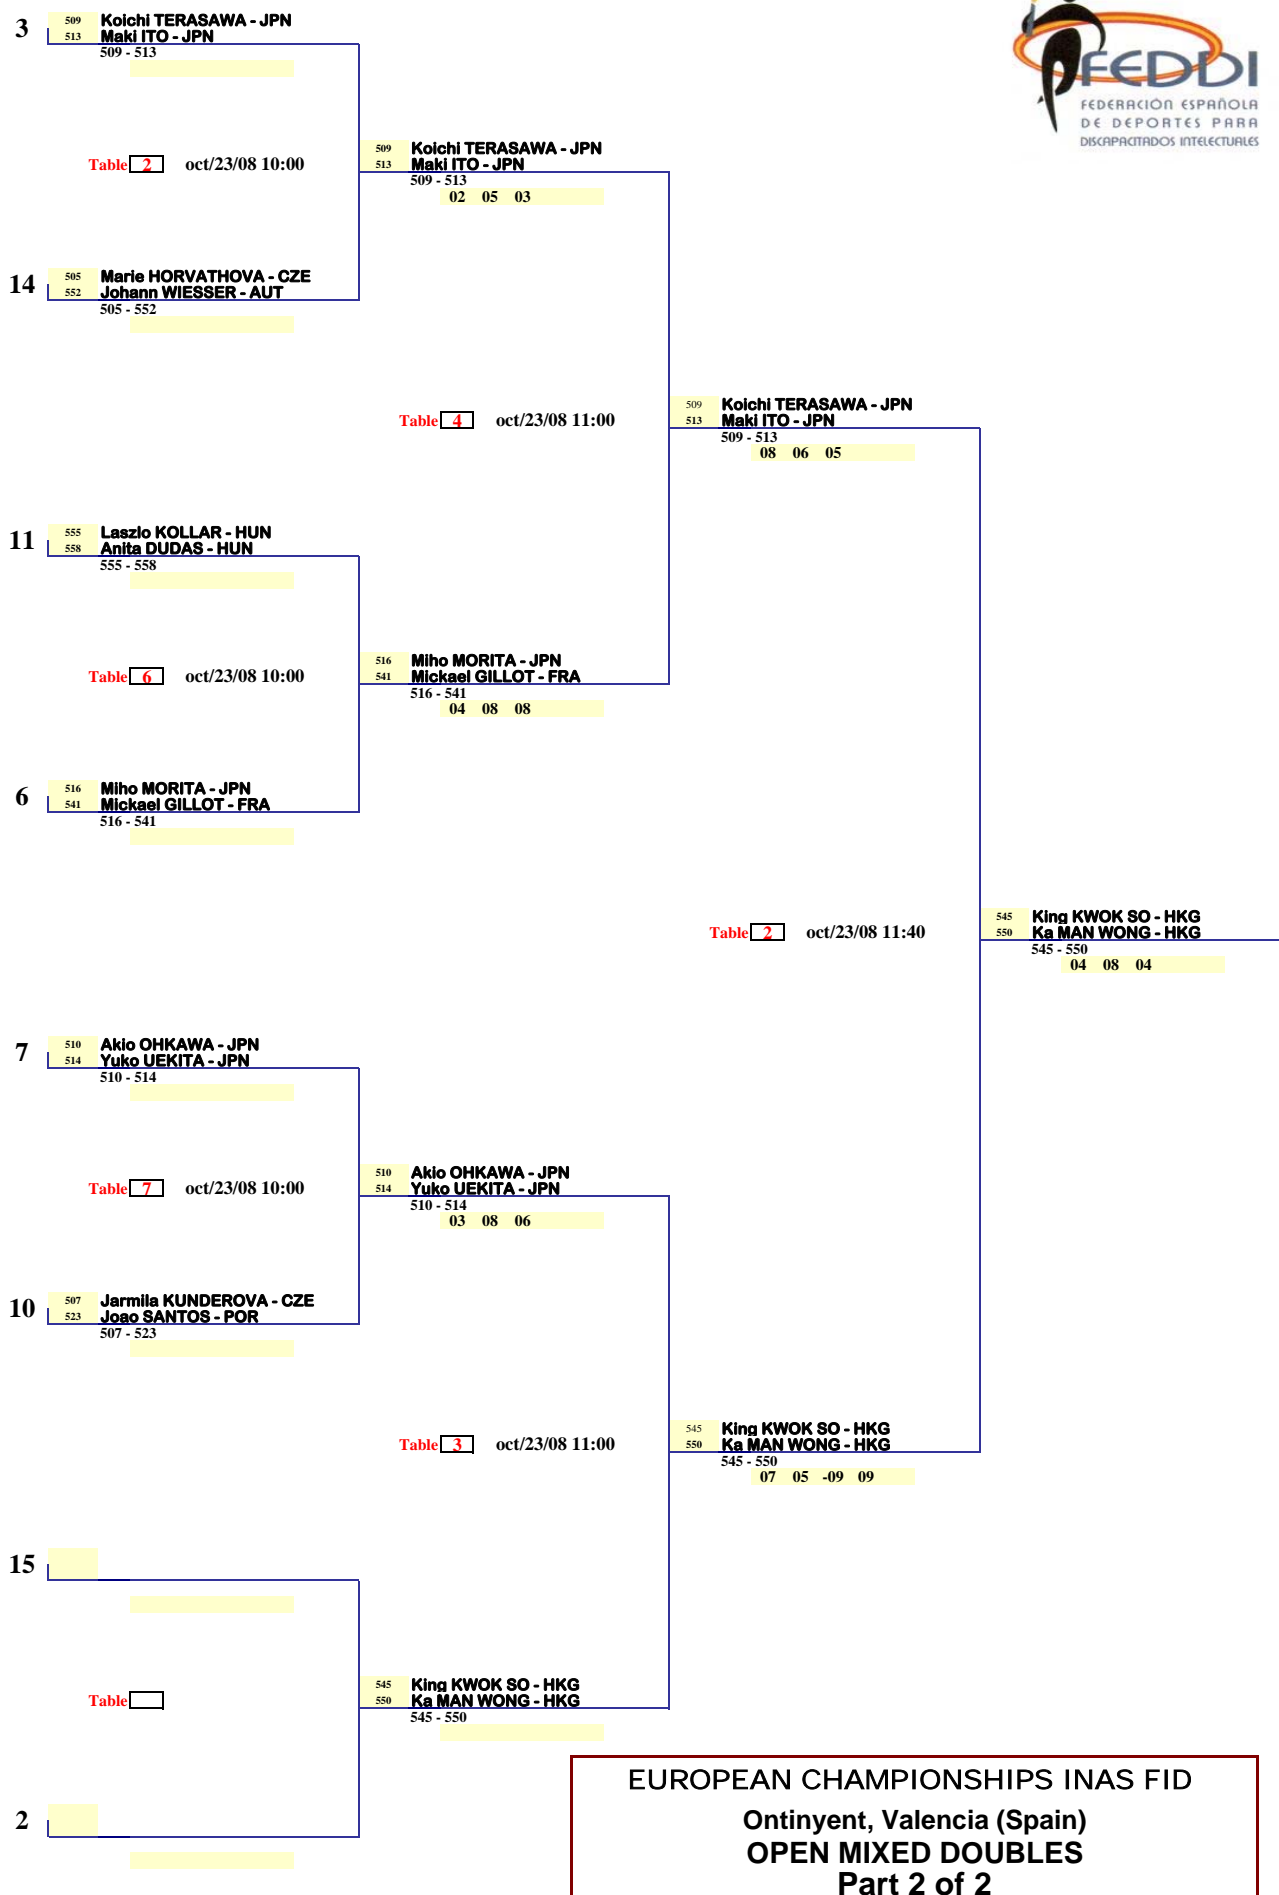 FEDDI
FEDERACIÓN ESPAÑOLA
DE DEPORTES PARA
DISCAPACITADOS INTELECTUALES
3
509 Koichi TERASAWA - JPN
513 Maki ITO - JPN
509 - 513
Table 2 oct/23/08 10:00
509 Koichi TERASAWA - JPN
513 Maki ITO - JPN
509 - 513
02 05 03
14
505 Marie HORVATHOVA - CZE
552 Johann WIESSER - AUT
505 - 552
Table 4 oct/23/08 11:00
509 Koichi TERASAWA - JPN
513 Maki ITO - JPN
509 - 513
08 06 05
11
555 Laszlo KOLLAR - HUN
558 Anita DUDAS - HUN
555 - 558
Table 6 oct/23/08 10:00
516 Miho MORITA - JPN
541 Mickael GILLOT - FRA
516 - 541
04 08 08
6
516 Miho MORITA - JPN
541 Mickael GILLOT - FRA
516 - 541
Table 2 oct/23/08 11:40
545 King KWOK SO - HKG
550 Ka MAN WONG - HKG
545 - 550
04 08 04
7
510 Akio OHKAWA - JPN
514 Yuko UEKITA - JPN
510 - 514
Table 7 oct/23/08 10:00
510 Akio OHKAWA - JPN
514 Yuko UEKITA - JPN
510 - 514
03 08 06
10
507 Jarmila KUNDEROVA - CZE
523 Joao SANTOS - POR
507 - 523
Table 3 oct/23/08 11:00
545 King KWOK SO - HKG
550 Ka MAN WONG - HKG
545 - 550
07 05 -09 09
15
Table
545 King KWOK SO - HKG
550 Ka MAN WONG - HKG
545 - 550
2
EUROPEAN CHAMPIONSHIPS INAS FID
Ontinyent, Valencia (Spain)
OPEN MIXED DOUBLES
Part 2 of 2